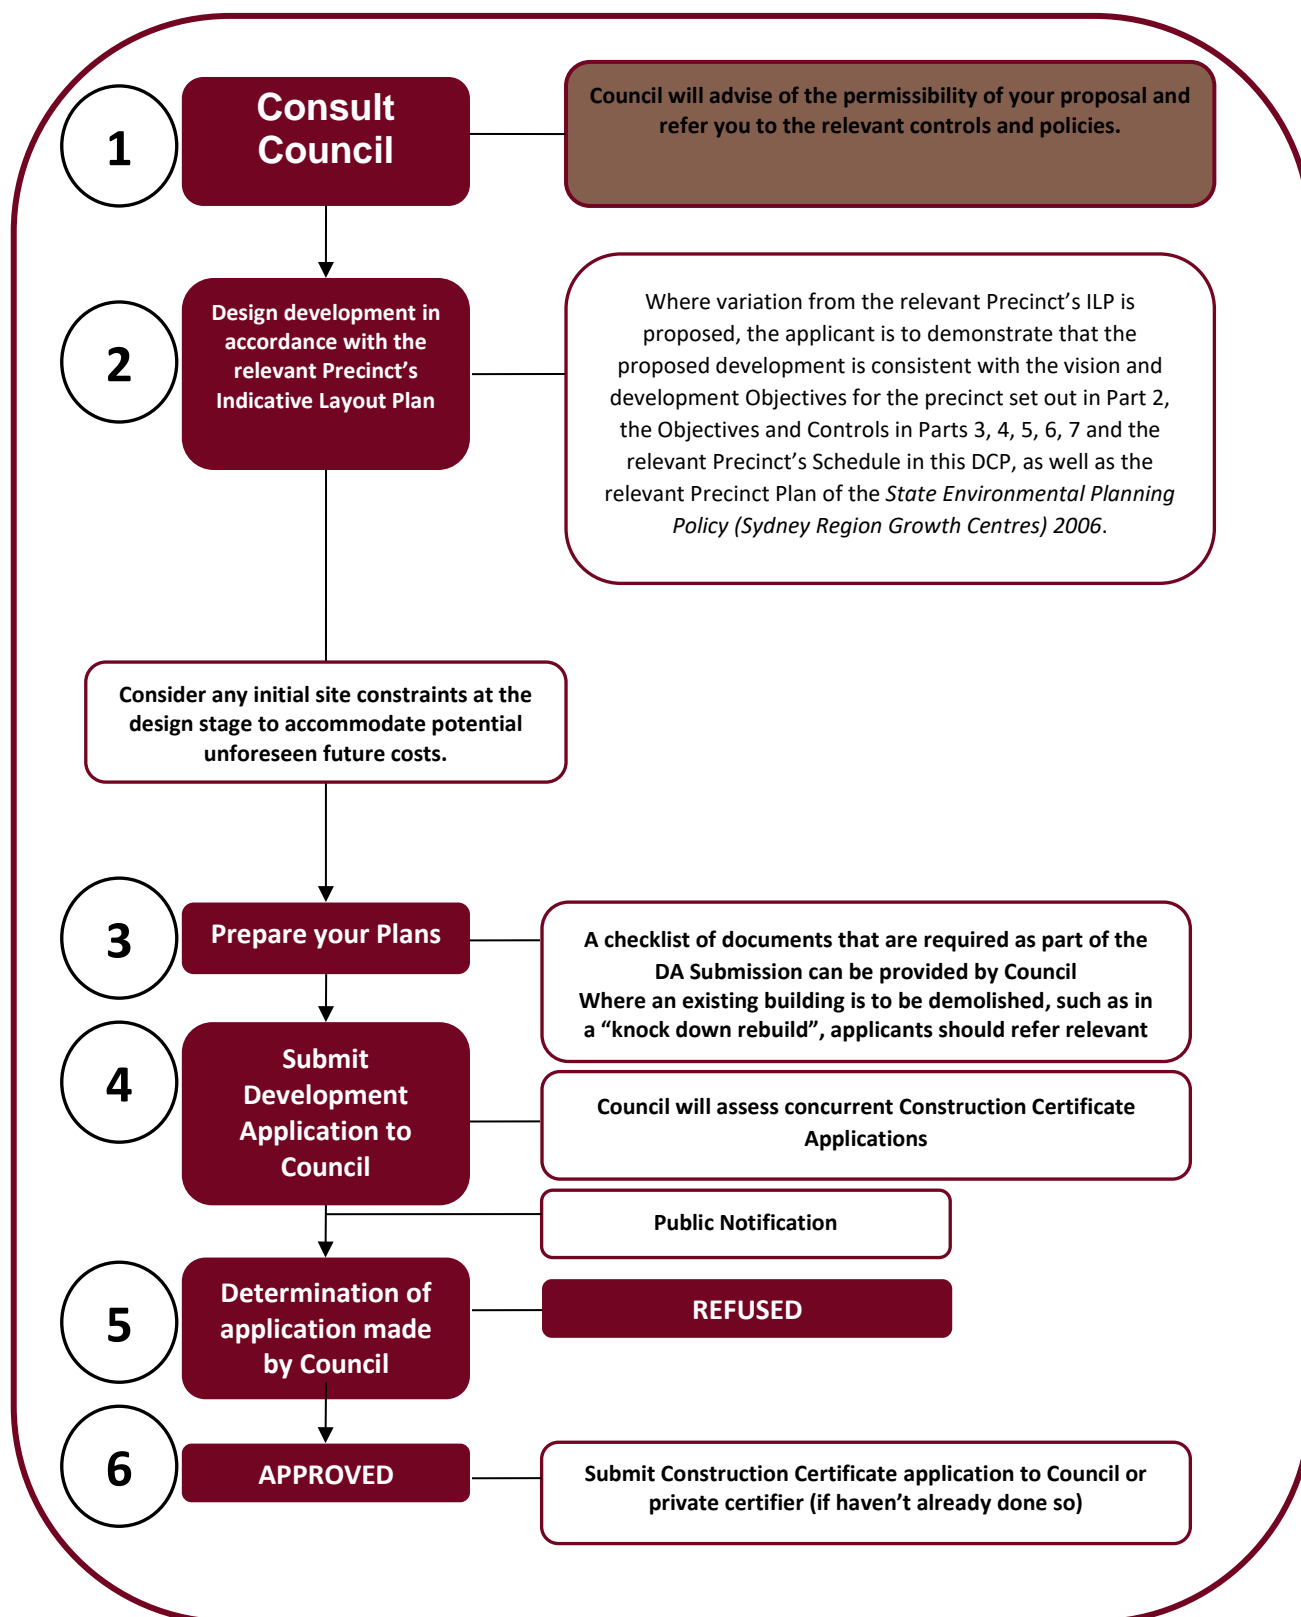 1
Consult
Council
Council will advise of the permissibility of your proposal and
refer you to the relevant controls and policies.
2
Design development in
accordance with the
relevant Precinct’s
Indicative Layout Plan
Where variation from the relevant Precinct’s ILP is
proposed, the applicant is to demonstrate that the
proposed development is consistent with the vision and
development Objectives for the precinct set out in Part 2,
the Objectives and Controls in Parts 3, 4, 5, 6, 7 and the
relevant Precinct’s Schedule in this DCP, as well as the
relevant Precinct Plan of the State Environmental Planning
Policy (Sydney Region Growth Centres) 2006.
Consider any initial site constraints at the
design stage to accommodate potential
unforeseen future costs.
3
Prepare your Plans
A checklist of documents that are required as part of the
DA Submission can be provided by Council
Where an existing building is to be demolished, such as in
a “knock down rebuild”, applicants should refer relevant
4
Submit
Development
Application to
Council
Council will assess concurrent Construction Certificate
Applications
Public Notification
5
Determination of
application made
by Council
REFUSED
6
APPROVED
Submit Construction Certificate application to Council or
private certifier (if haven’t already done so)